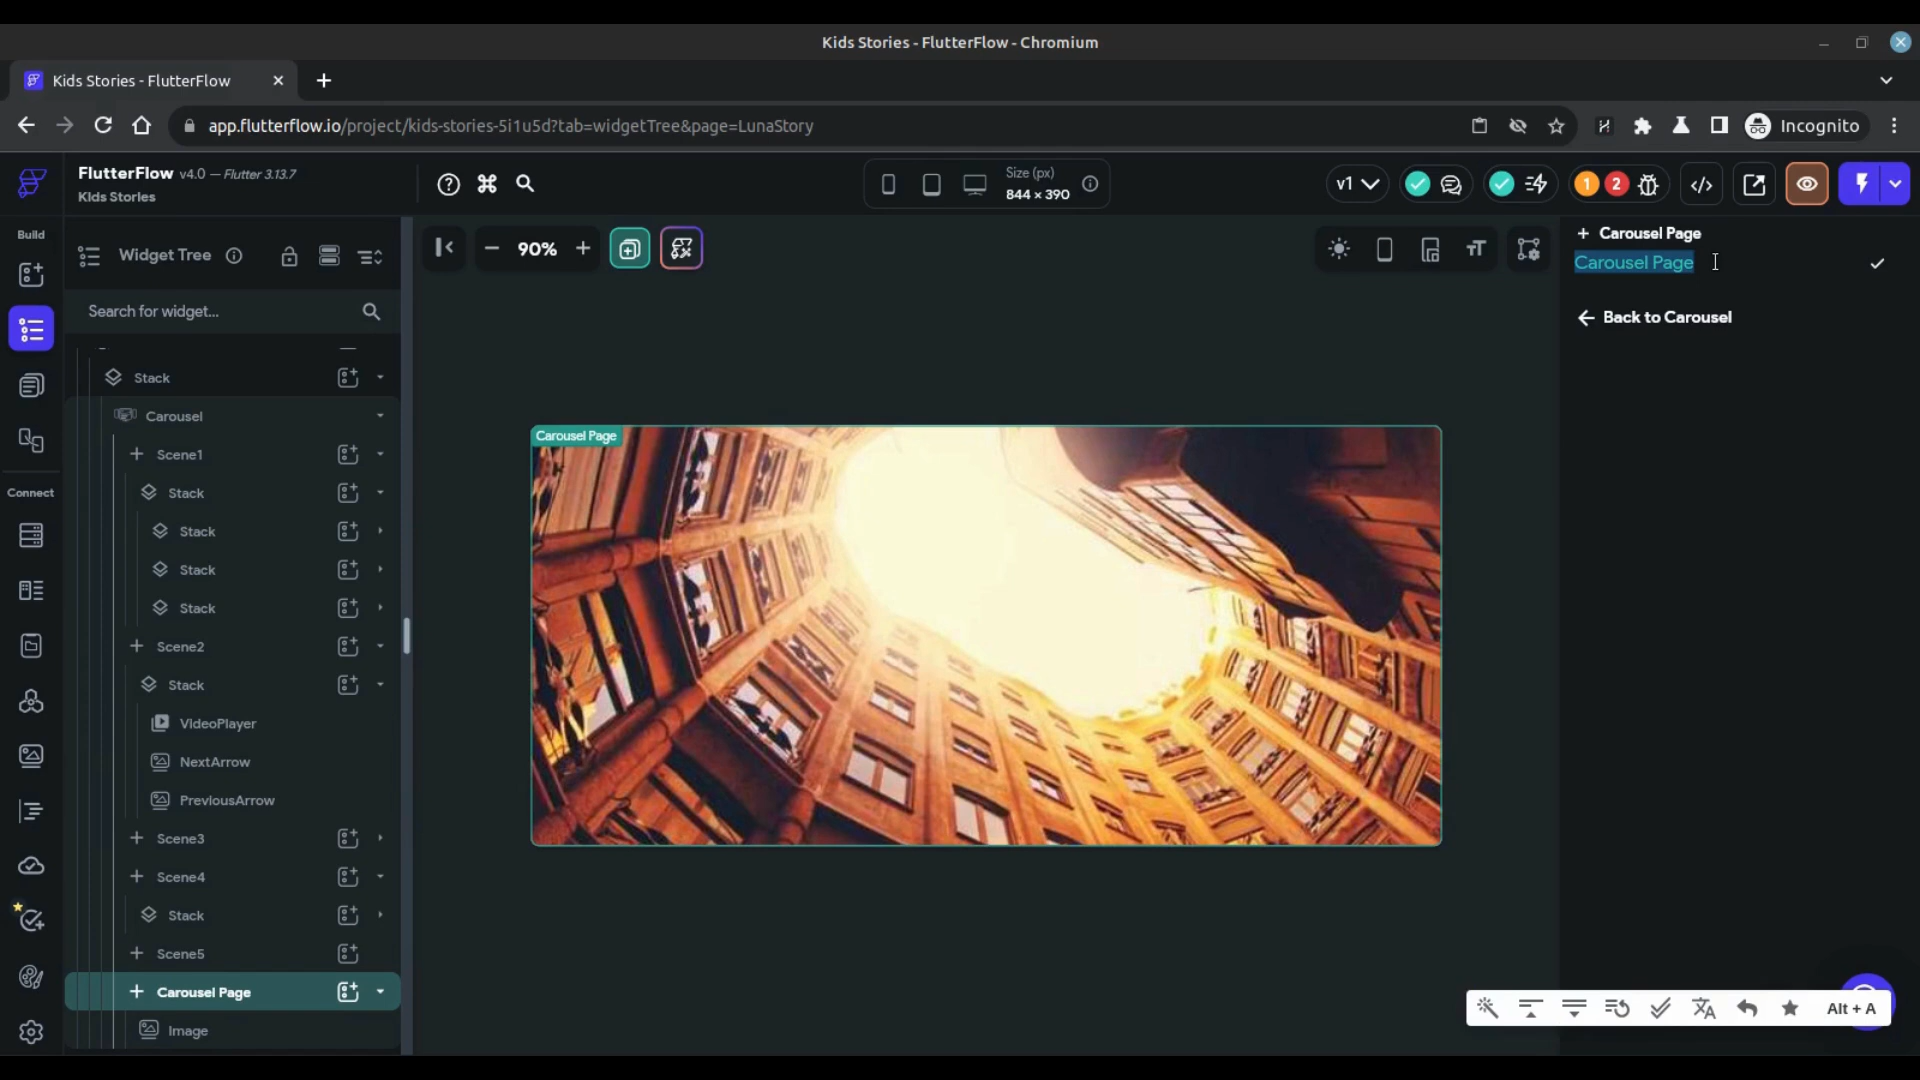 Kids Stories - FlutterFlow - Chromium
Kids Stories - FlutterFlow
app.flutterflow.io/project/kids-stories-5i1u5d?tab=widgetTree&page=LunaStory
Incognito
FlutterFlow v4.0 — Flutter 3.13.7
Kids Stories
Size (px)
844 × 390
v1
1
2
Build
Widget Tree
90%
Carousel Page
Carousel Page
Search for widget...
Back to Carousel
Stack
Carousel
Carousel Page
Scene1
Connect
Stack
Stack
Stack
Stack
Scene2
Stack
VideoPlayer
NextArrow
PreviousArrow
Scene3
Scene4
Stack
Scene5
Carousel Page
Image
Alt + A